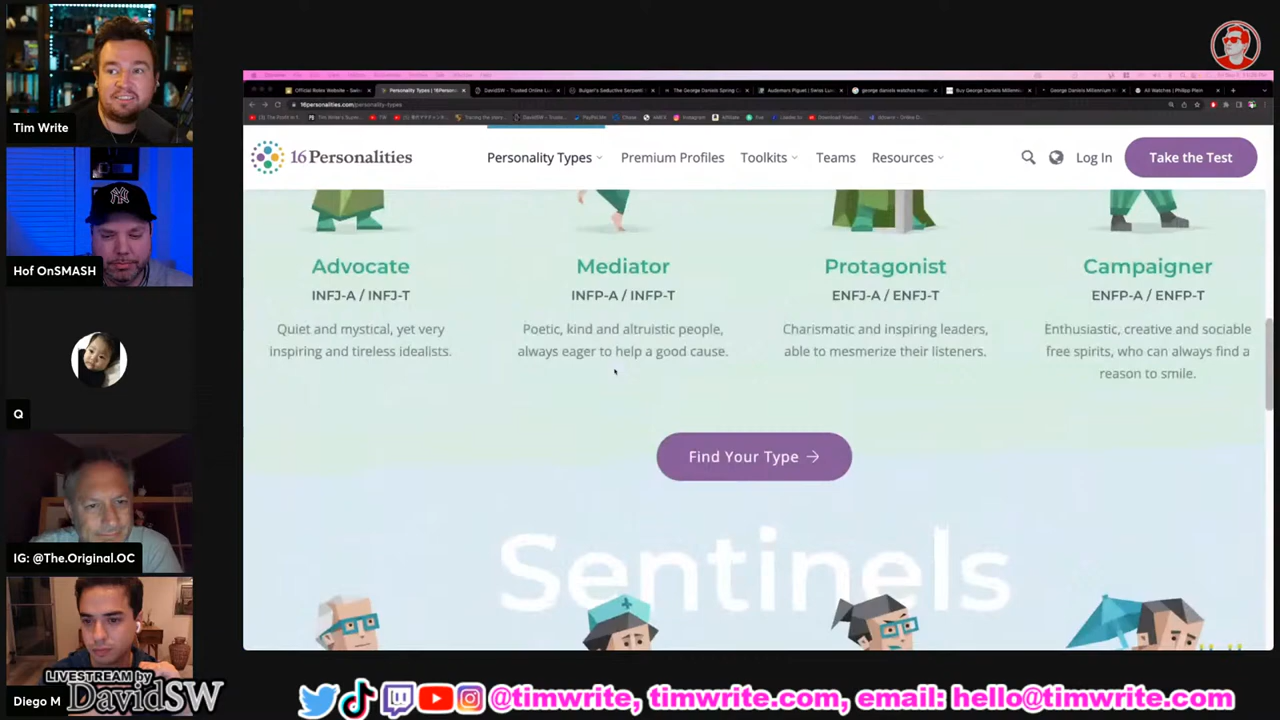 Tim Write
Hof OnSMASH
Q
IG: @The.Original.OC
Diego M
LIVESTREAM by
DavidSW
16personalities.com/personality-types
16Personalities
Personality Types
Premium Profiles
Toolkits
Teams
Resources
Log In
Take the Test
Advocate
INFJ-A / INFJ-T
Quiet and mystical, yet very
inspiring and tireless idealists.
Mediator
INFP-A / INFP-T
Poetic, kind and altruistic people,
always eager to help a good cause.
Protagonist
ENFJ-A / ENFJ-T
Charismatic and inspiring leaders,
able to mesmerize their listeners.
Campaigner
ENFP-A / ENFP-T
Enthusiastic, creative and sociable
free spirits, who can always find a
reason to smile.
Find Your Type →
Sentinels
@timwrite, timwrite.com, email: hello@timwrite.com